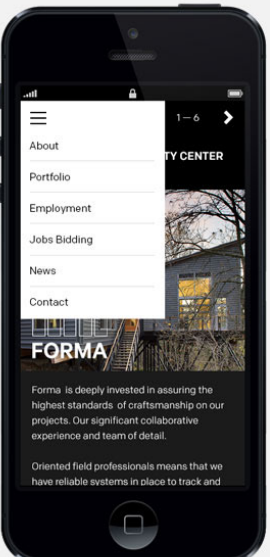 1 — 6
About
TY CENTER
Portfolio
Employment
Jobs Bidding
News
Contact
FORMA
Forma is deeply invested in assuring the
highest standards of craftsmanship on our
projects. Our significant collaborative
experience and team of detail.
Oriented field professionals means that we
have reliable systems in place to track and